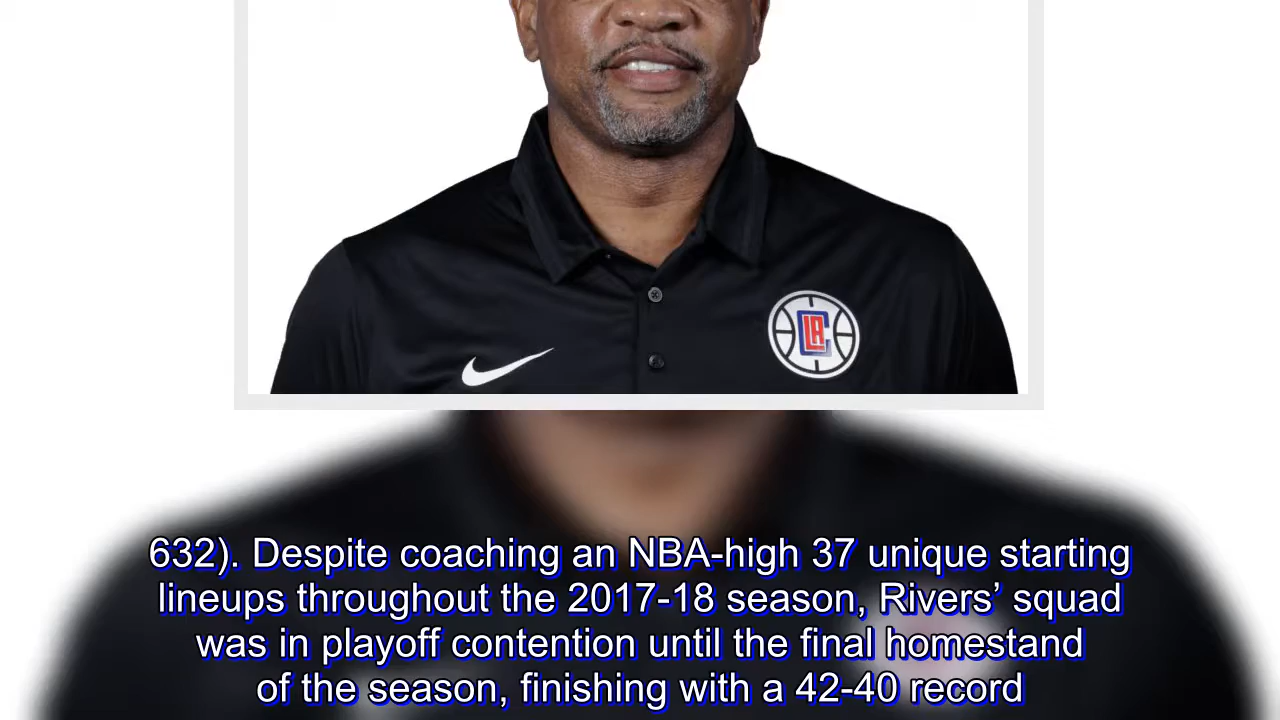 LA
632). Despite coaching an NBA-high 37 unique starting
lineups throughout the 2017-18 season, Rivers’ squad
was in playoff contention until the final homestand
of the season, finishing with a 42-40 record